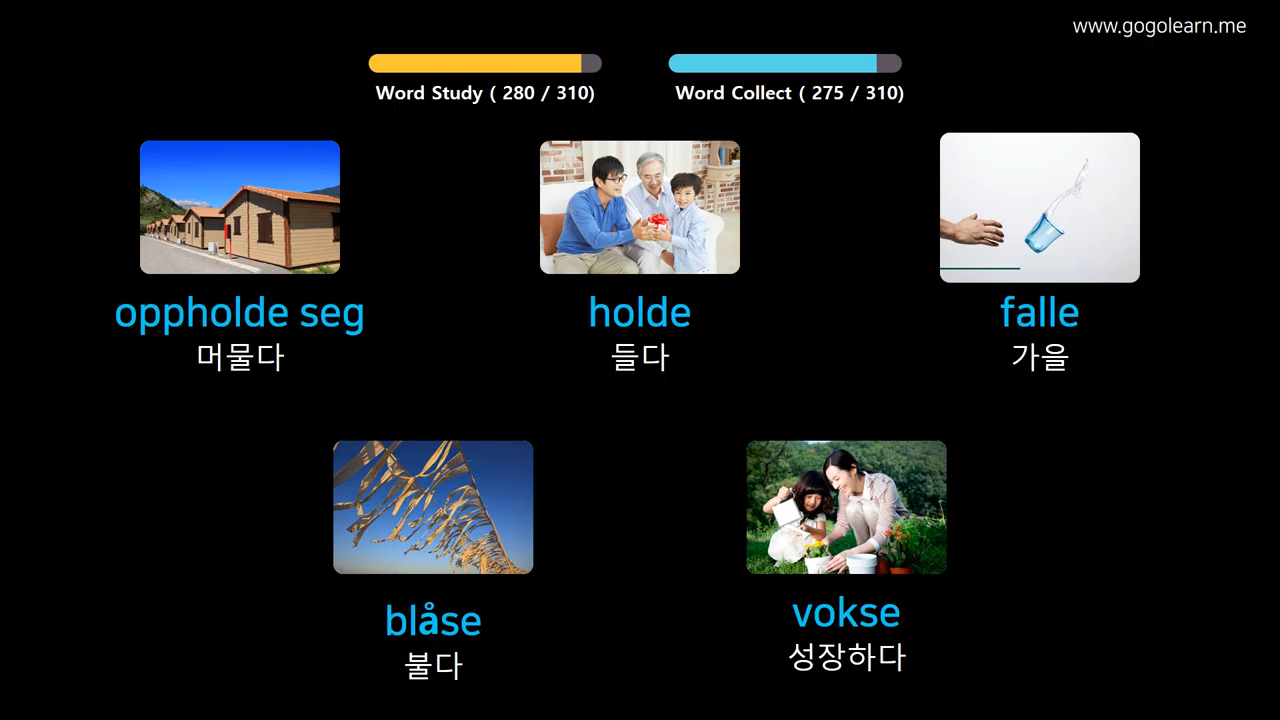 www.gogolearn.me
Word Study ( 280 / 310)
Word Collect ( 275 / 310)
oppholde seg
머물다
holde
들다
falle
가을
blåse
불다
vokse
성장하다